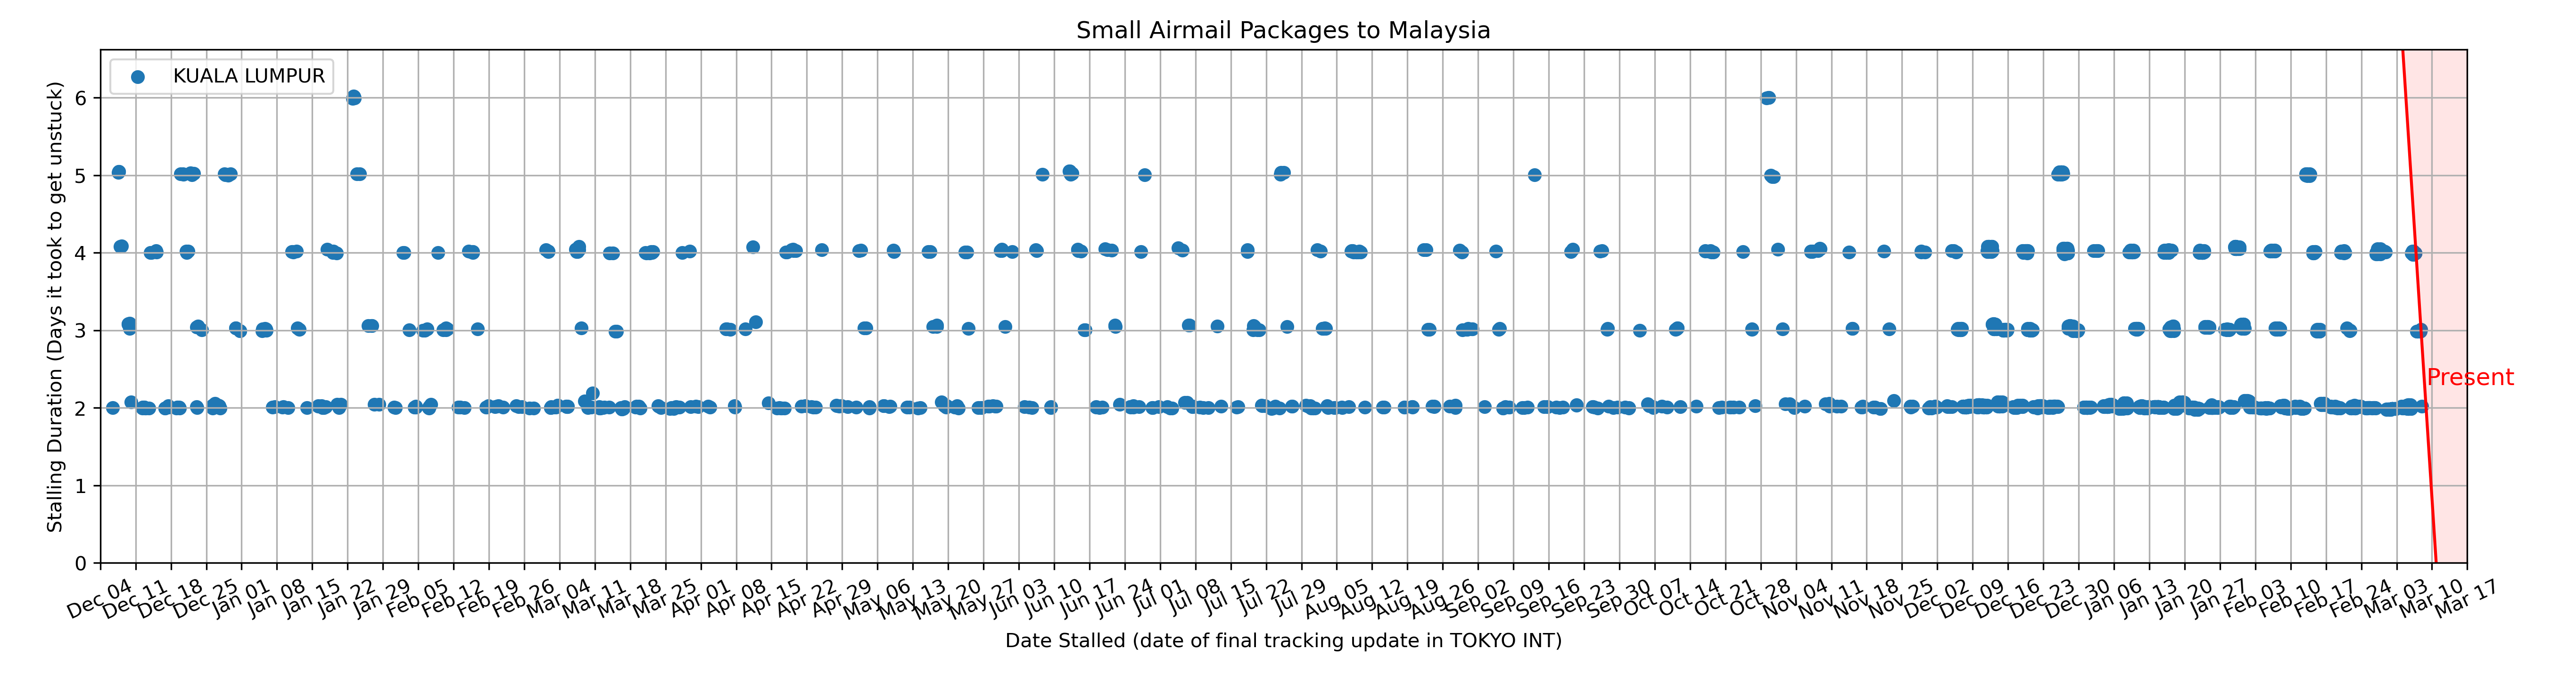 Small Airmail Packages to Malaysia
KUALA LUMPUR
Stalling Duration (Days it took to get unstuck)
6
5
4
3
2
1
0
Present
Dec 04
Dec 11
Dec 18
Dec 25
Jan 01
Jan 08
Jan 15
Jan 22
Jan 29
Feb 05
Feb 12
Feb 19
Feb 26
Mar 04
Mar 11
Mar 18
Mar 25
Apr 01
Apr 08
Apr 15
Apr 22
Apr 29
May 06
May 13
May 20
May 27
Jun 03
Jun 10
Jun 17
Jun 24
Jul 01
Jul 08
Jul 15
Jul 22
Jul 29
Aug 05
Aug 12
Aug 19
Aug 26
Sep 02
Sep 09
Sep 16
Sep 23
Sep 30
Oct 07
Oct 14
Oct 21
Oct 28
Nov 04
Nov 11
Nov 18
Nov 25
Dec 02
Dec 09
Dec 16
Dec 23
Dec 30
Jan 06
Jan 13
Jan 20
Jan 27
Feb 03
Feb 10
Feb 17
Feb 24
Mar 03
Mar 10
Mar 17
Date Stalled (date of final tracking update in TOKYO INT)